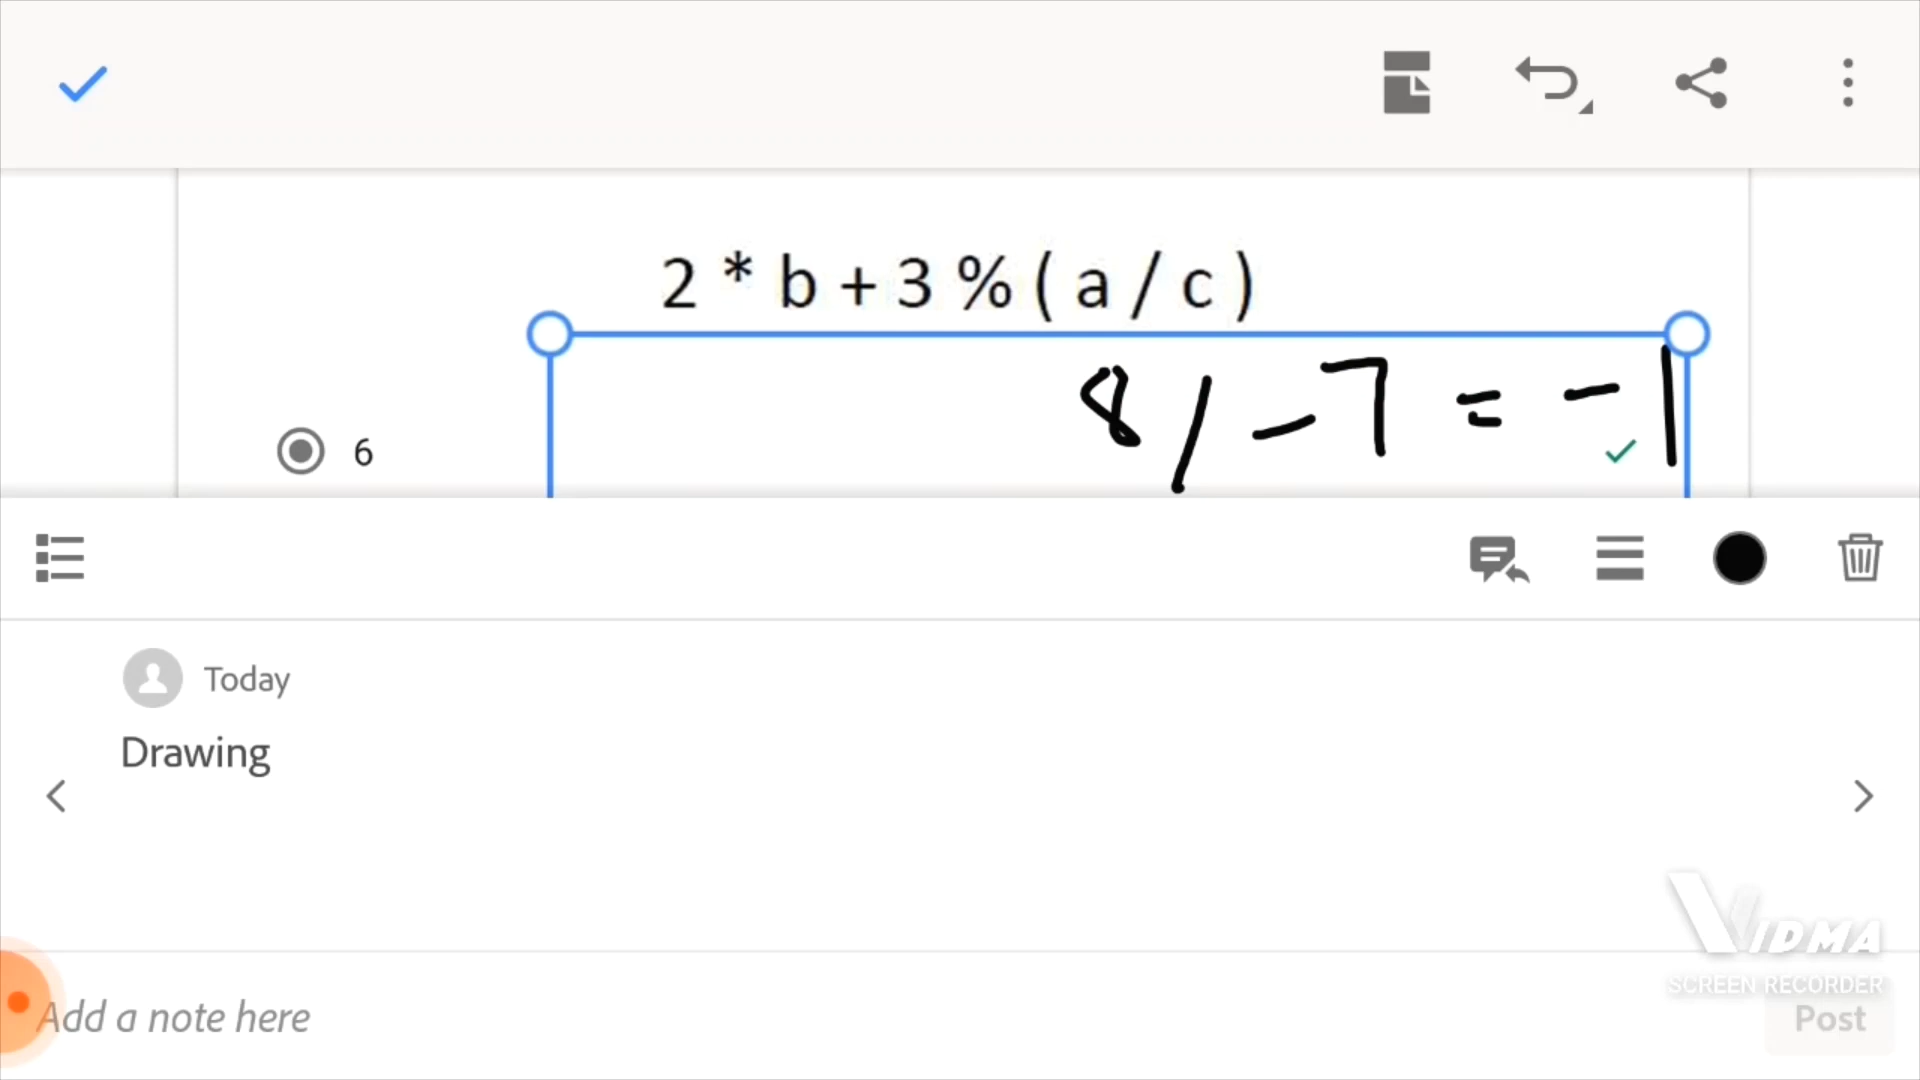 2 * b + 3 % ( a / c )
8 / - 7 = - 1
6
Today
Drawing
VIDMA
SCREEN RECORDER
Add a note here
Post